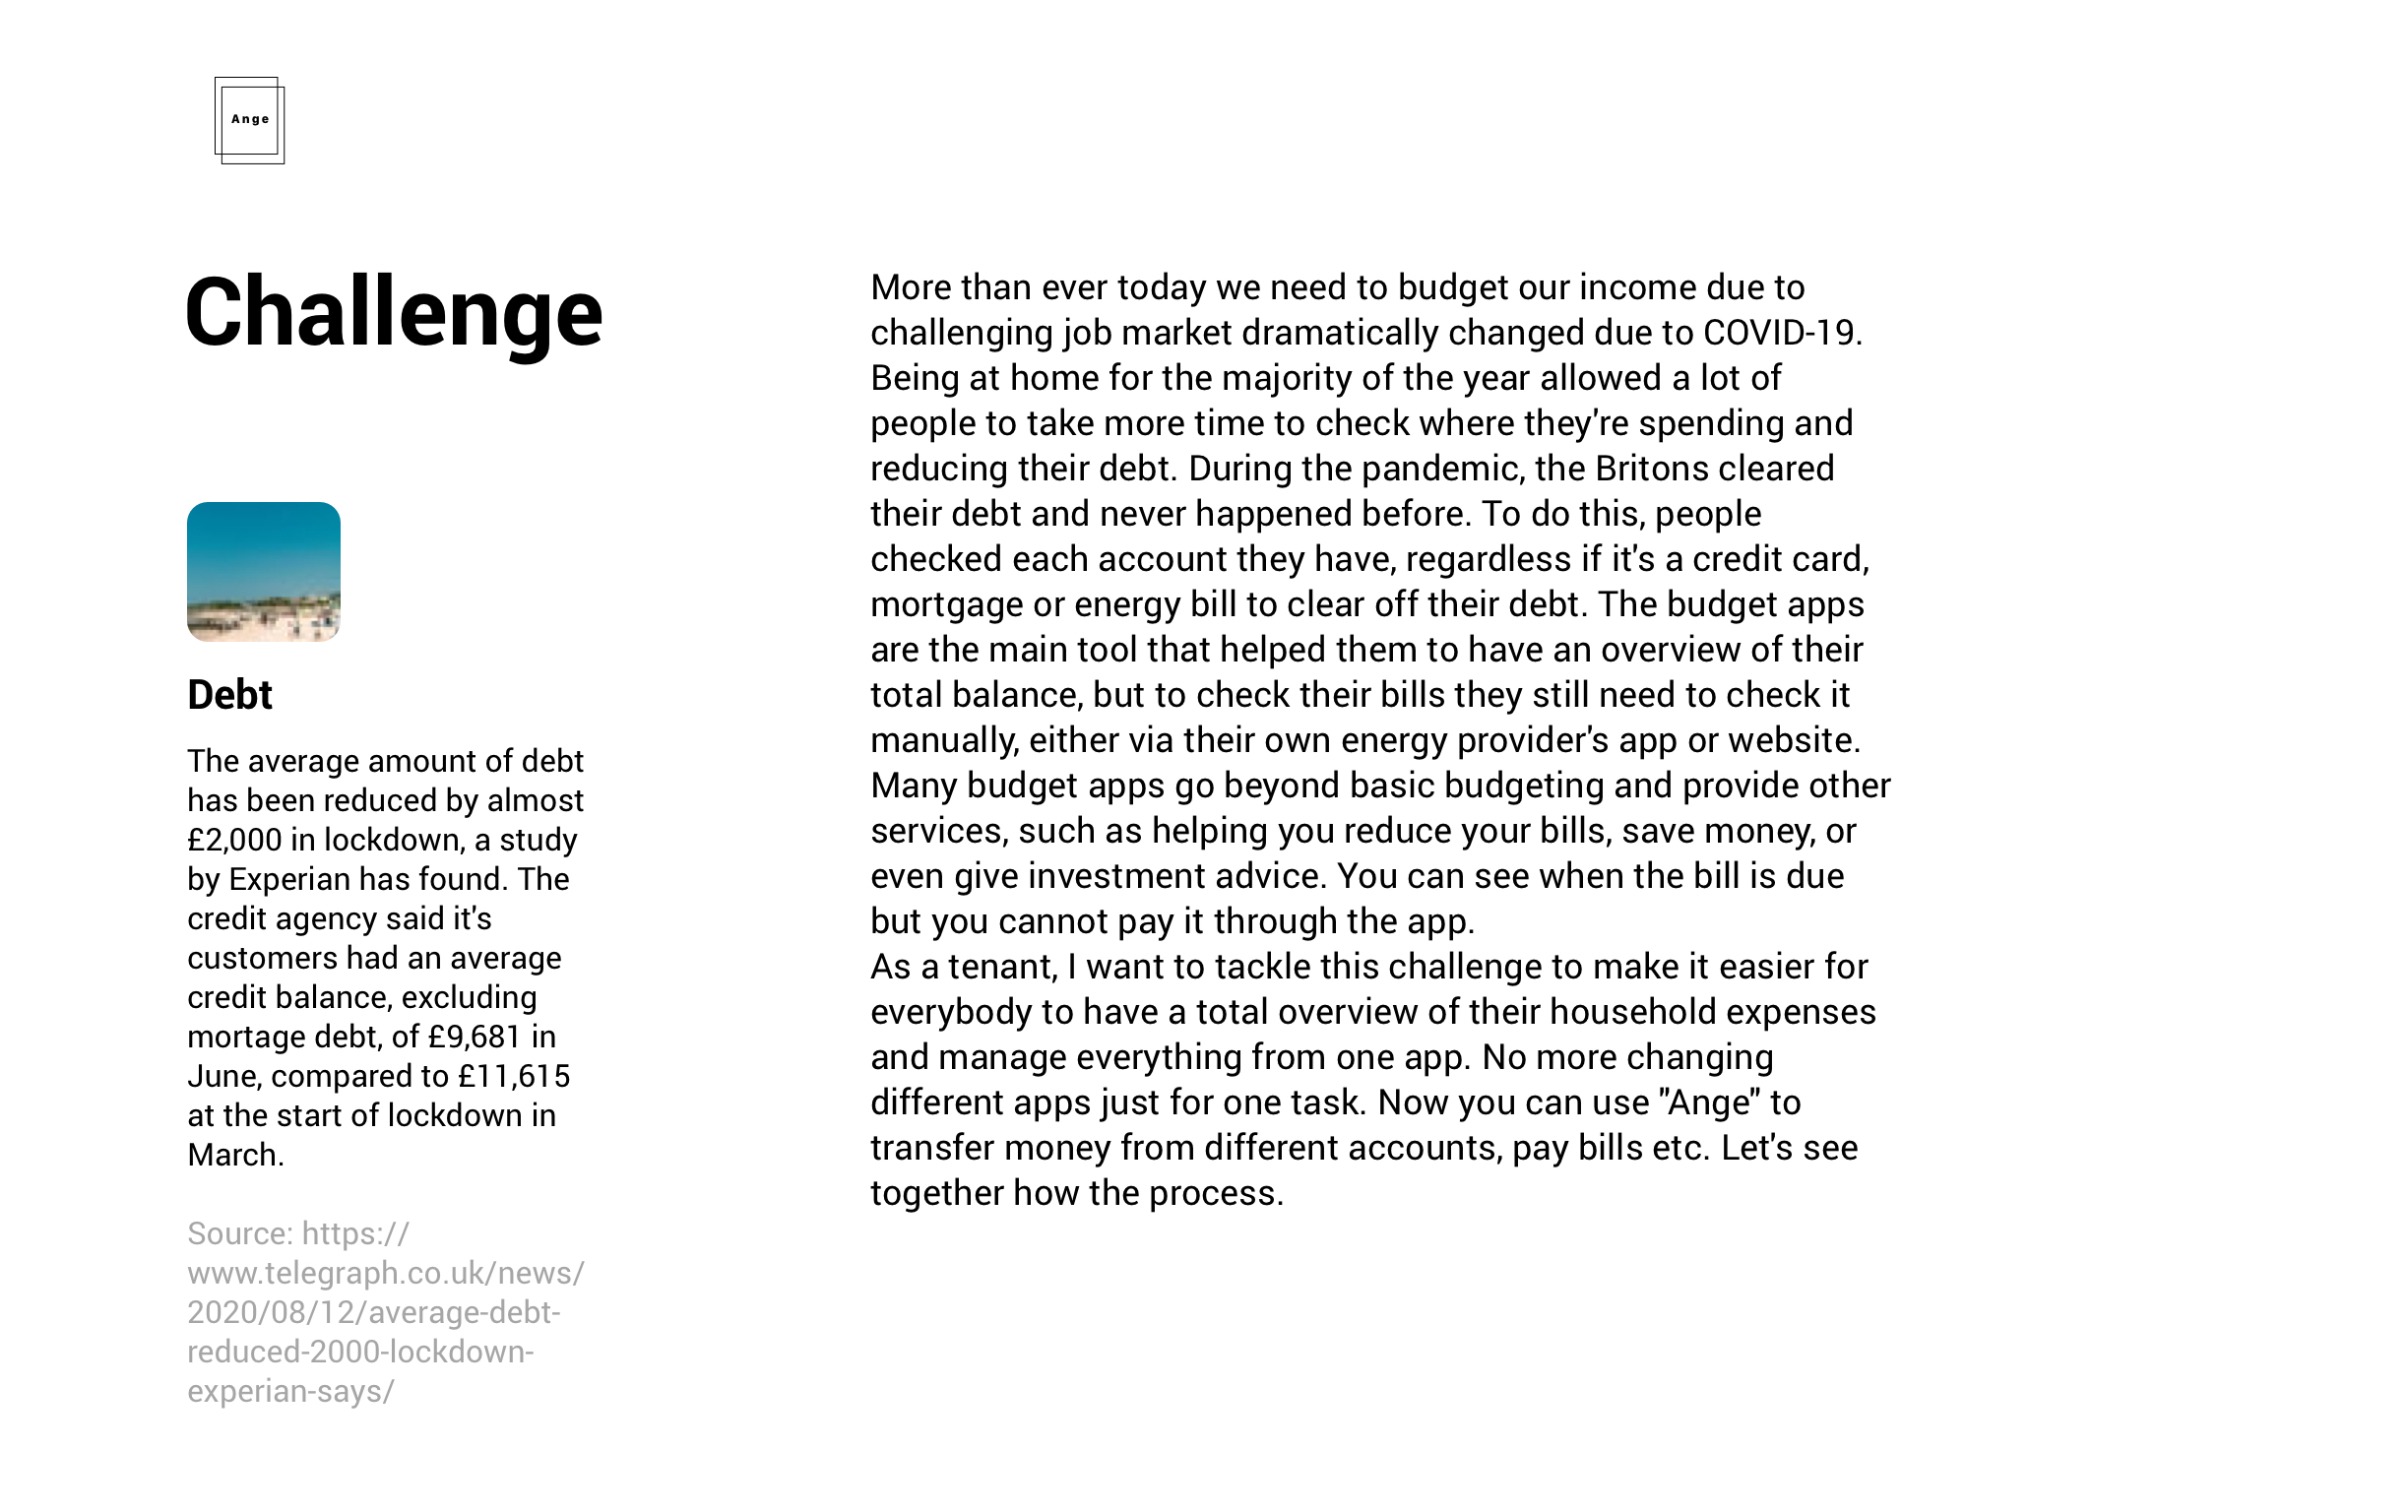 Ange
Challenge
Debt
The average amount of debt
has been reduced by almost
£2,000 in lockdown, a study
by Experian has found. The
credit agency said it's
customers had an average
credit balance, excluding
mortage debt, of £9,681 in
June, compared to £11,615
at the start of lockdown in
March.
Source: https://
www.telegraph.co.uk/news/
2020/08/12/average-debt-
reduced-2000-lockdown-
experian-says/
More than ever today we need to budget our income due to
challenging job market dramatically changed due to COVID-19.
Being at home for the majority of the year allowed a lot of
people to take more time to check where they're spending and
reducing their debt. During the pandemic, the Britons cleared
their debt and never happened before. To do this, people
checked each account they have, regardless if it's a credit card,
mortgage or energy bill to clear off their debt. The budget apps
are the main tool that helped them to have an overview of their
total balance, but to check their bills they still need to check it
manually, either via their own energy provider's app or website.
Many budget apps go beyond basic budgeting and provide other
services, such as helping you reduce your bills, save money, or
even give investment advice. You can see when the bill is due
but you cannot pay it through the app.
As a tenant, I want to tackle this challenge to make it easier for
everybody to have a total overview of their household expenses
and manage everything from one app. No more changing
different apps just for one task. Now you can use "Ange" to
transfer money from different accounts, pay bills etc. Let's see
together how the process.